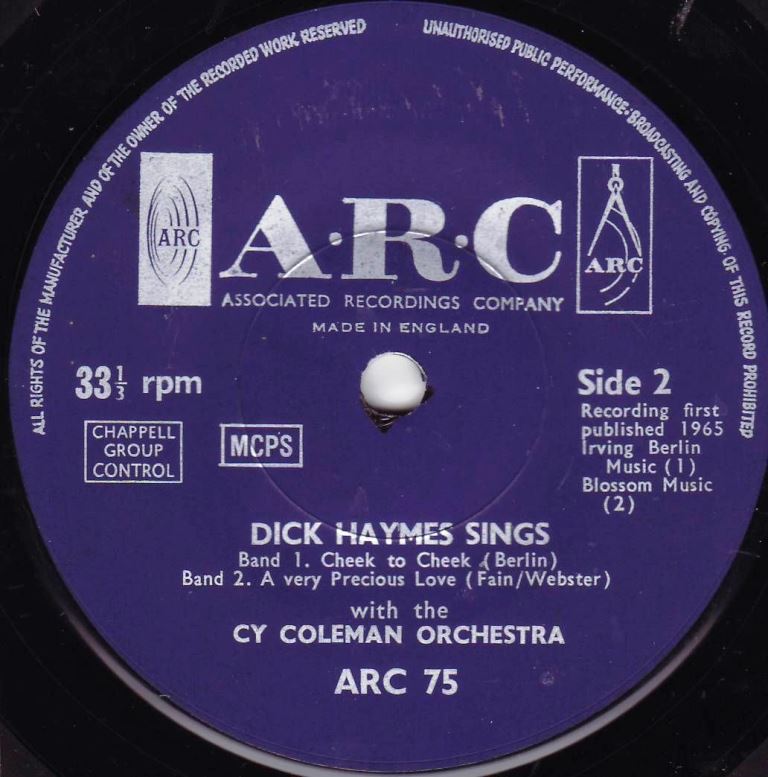 ALL RIGHTS OF THE MANUFACTURER AND OF THE OWNER OF THE RECORDED WORK RESERVED
UNAUTHORISED PUBLIC PERFORMANCE·BROADCASTING AND COPYING·OF THIS RECORD PROHIBITED
ARC
A·R·C
ARC
ASSOCIATED RECORDINGS COMPANY
MADE IN ENGLAND
33⅓ rpm
CHAPPELL
GROUP
CONTROL
MCPS
Side 2
Recording first
published 1965
Irving Berlin
Music (1)
Blossom Music
(2)
DICK HAYMES SINGS
Band 1. Cheek to Cheek (Berlin)
Band 2. A very Precious Love (Fain/Webster)
with the
CY COLEMAN ORCHESTRA
ARC 75